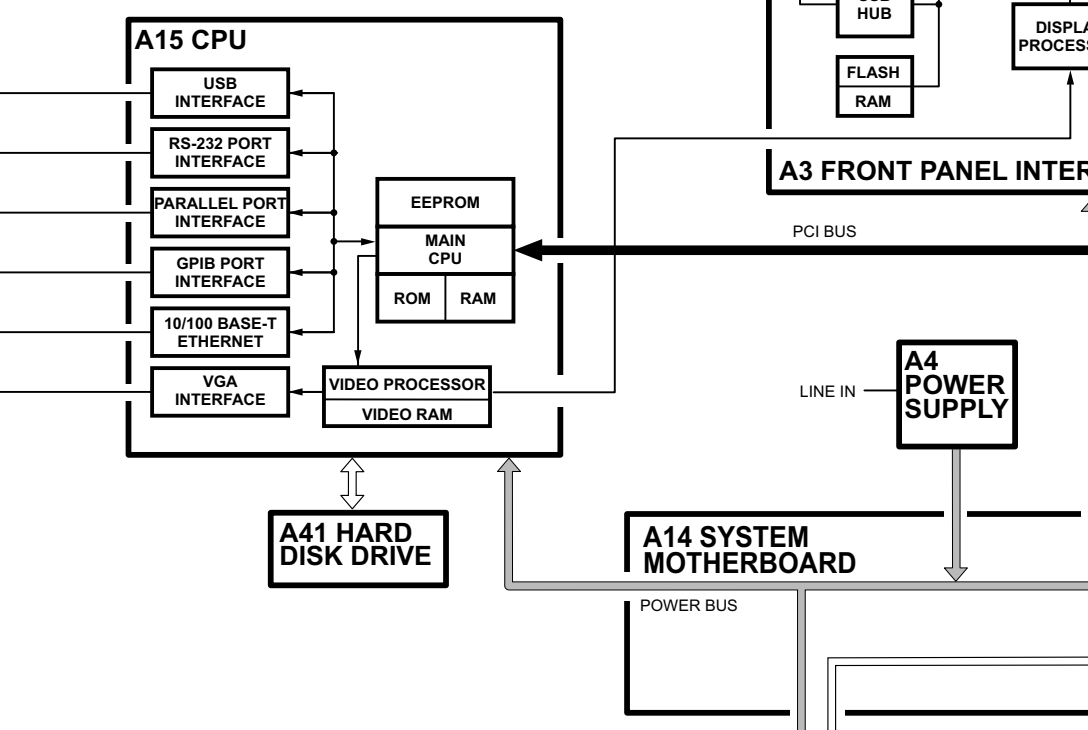 A15 CPU
USB
INTERFACE
RS-232 PORT
INTERFACE
PARALLEL PORT
INTERFACE
GPIB PORT
INTERFACE
10/100 BASE-T
ETHERNET
VGA
INTERFACE
EEPROM
MAIN
CPU
ROM
RAM
VIDEO PROCESSOR
VIDEO RAM
A41 HARD
DISK DRIVE
HUB
FLASH
RAM
DISPLA
PROCESS
A3 FRONT PANEL INTER
PCI BUS
LINE IN
A4
POWER
SUPPLY
A14 SYSTEM
MOTHERBOARD
POWER BUS